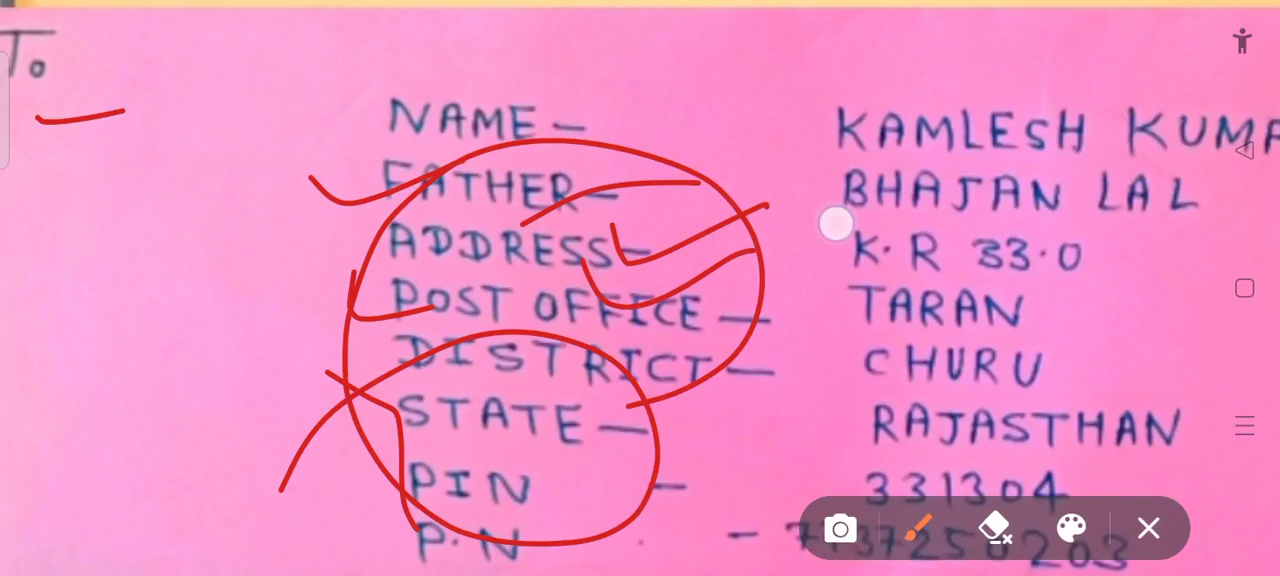 To
NAME – KAMLESH KUMA
FATHER – BHAJAN LAL
ADDRESS – K.R 33.0
POST OFFICE – TARAN
DISTRICT – CHURU
STATE – RAJASTHAN
PIN – 331304
P.N –